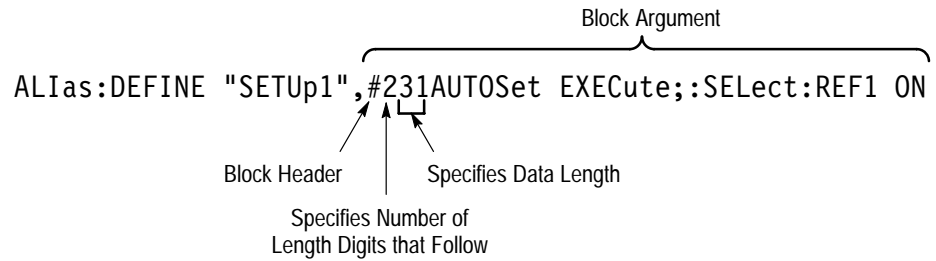 Block Argument
ALIas:DEFINE "SETUp1",#231AUTOSet EXECute;:SELect:REF1 ON
Block Header
Specifies Data Length
Specifies Number of
Length Digits that Follow